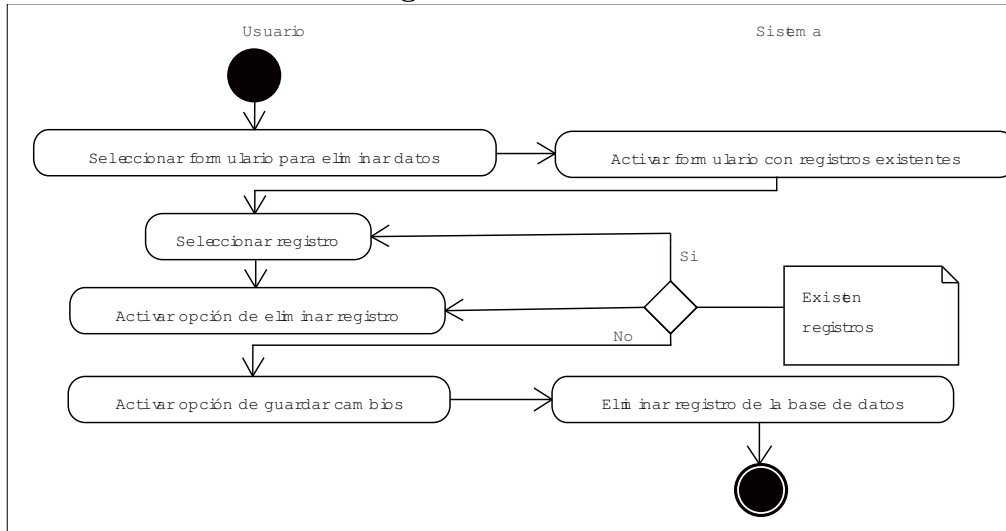 Usuario
Sistema
Seleccionar formulario para eliminar datos
Activar formulario con registros existentes
Seleccionar registro
Si
Existen
registros
Activar opción de eliminar registro
No
Activar opción de guardar cambios
Eliminar registro de la base de datos